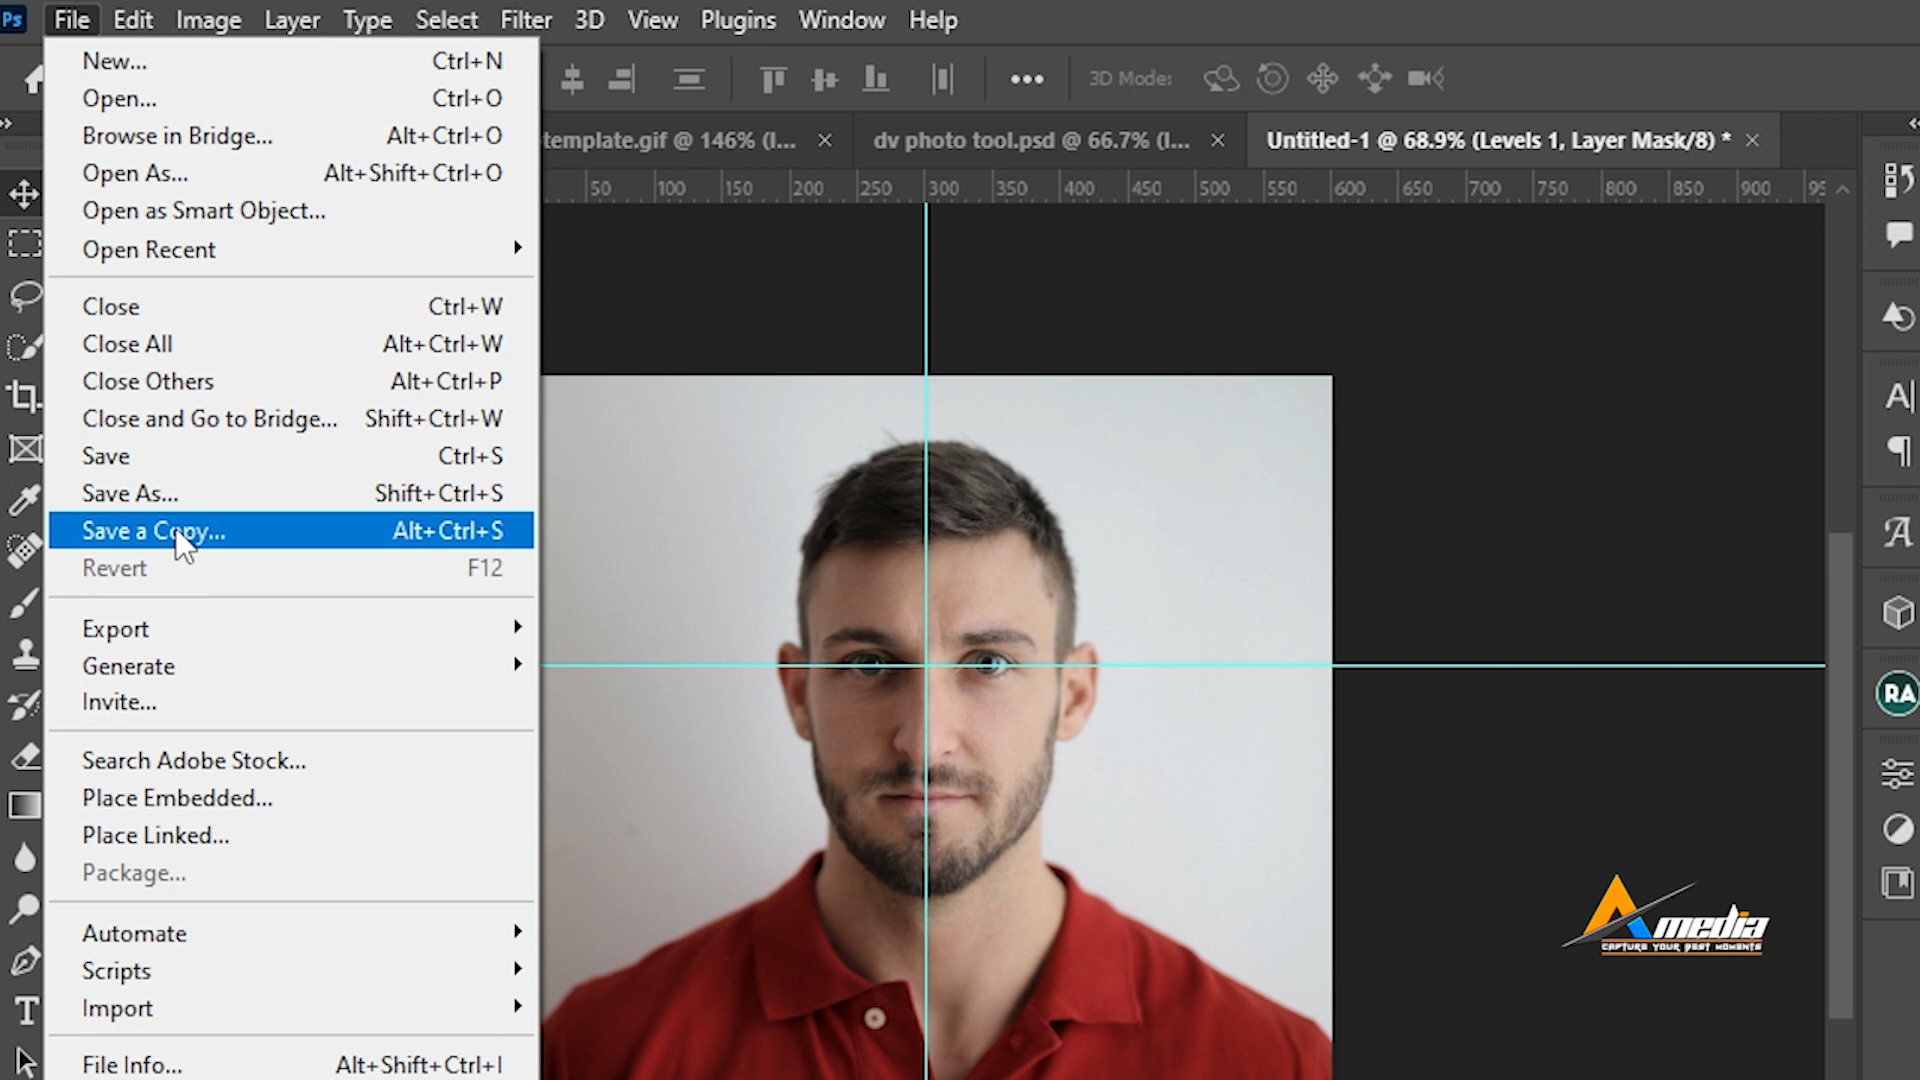 Ps File Edit Image Layer Type Select Filter 3D View Plugins Window Help
3D Mode:
template.gif @ 146% (I... × dv photo tool.psd @ 66.7% (I... × Untitled-1 @ 68.9% (Levels 1, Layer Mask/8) * ×
50 100 150 200 250 300 350 400 450 500 550 600 650 700 750 800 850 900 95
New... Ctrl+N
Open... Ctrl+O
Browse in Bridge... Alt+Ctrl+O
Open As... Alt+Shift+Ctrl+O
Open as Smart Object...
Open Recent
Close Ctrl+W
Close All Alt+Ctrl+W
Close Others Alt+Ctrl+P
Close and Go to Bridge... Shift+Ctrl+W
Save Ctrl+S
Save As... Shift+Ctrl+S
Save a Copy... Alt+Ctrl+S
Revert F12
Export
Generate
Invite...
Search Adobe Stock...
Place Embedded...
Place Linked...
Package...
Automate
Scripts
Import
File Info... Alt+Shift+Ctrl+I
RA
A media
CAPTURE YOUR BEST MOMENTS